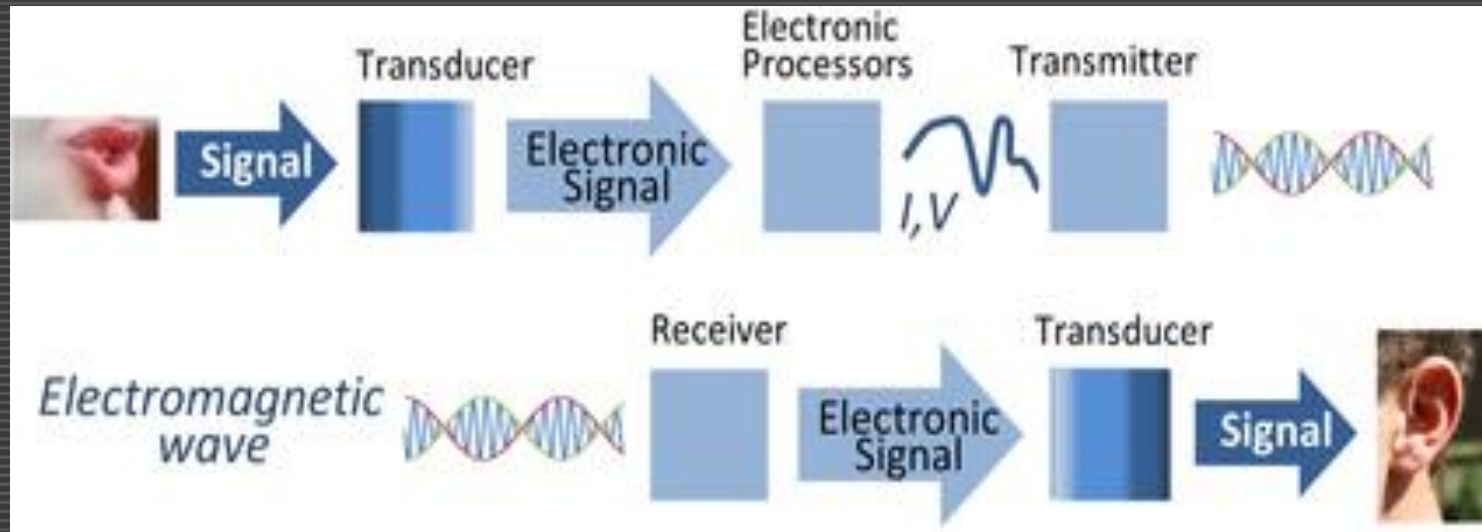 Transducer
Electronic
Processors
Transmitter
Signal
Electronic
Signal
I,V
Receiver
Transducer
Electromagnetic
wave
Electronic
Signal
Signal